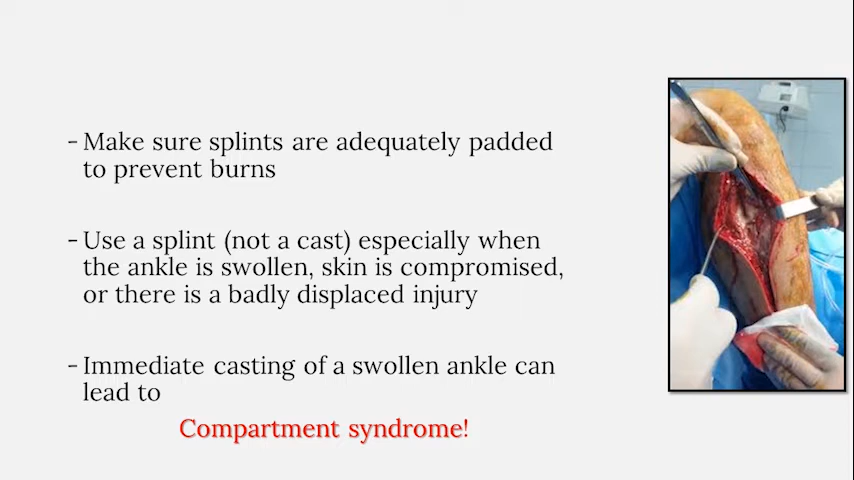 - Make sure splints are adequately padded
to prevent burns
- Use a splint (not a cast) especially when
the ankle is swollen, skin is compromised,
or there is a badly displaced injury
- Immediate casting of a swollen ankle can
lead to
Compartment syndrome!